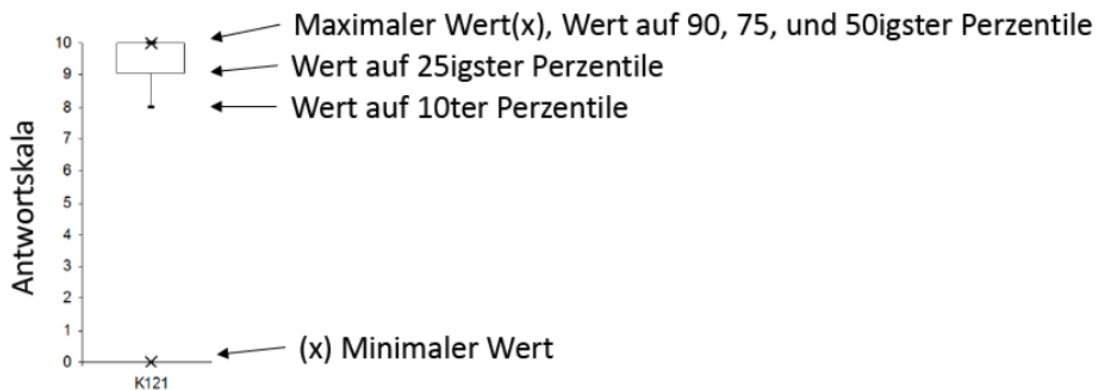 Maximaler Wert(x), Wert auf 90, 75, und 50igster Perzentile
10
Wert auf 25igster Perzentile
9
Wert auf 10ter Perzentile
8
7
6
5
4
3
2
1
0
Antwortskala
(x) Minimaler Wert
K121